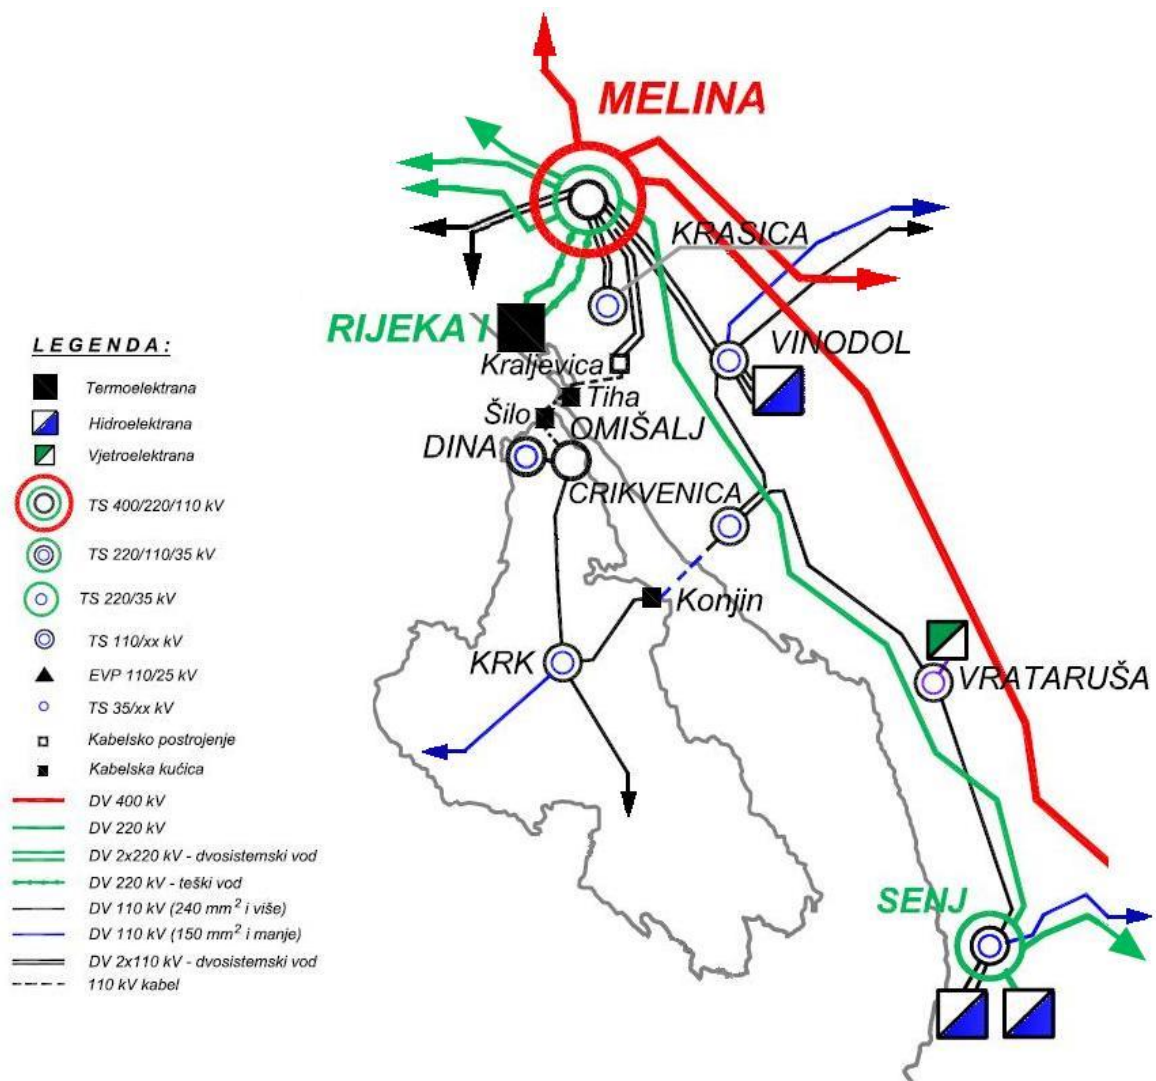 MELINA
KRASICA
RIJEKA I
VINODOL
Kraljevica
Tiha
Šilo
OMIŠALJ
DINA
CRIKVENICA
Konjin
KRK
VRATARUŠA
SENJ
LEGENDA:
Termoelektrana
Hidroelektrana
Vjetroelektrana
TS 400/220/110 kV
TS 220/110/35 kV
TS 220/35 kV
TS 110/xx kV
EVP 110/25 kV
TS 35/xx kV
Kabelsko postrojenje
Kabelska kućica
DV 400 kV
DV 220 kV
DV 2x220 kV - dvosistemski vod
DV 220 kV - teški vod
DV 110 kV (240 mm² i više)
DV 110 kV (150 mm² i manje)
DV 2x110 kV - dvosistemski vod
110 kV kabel